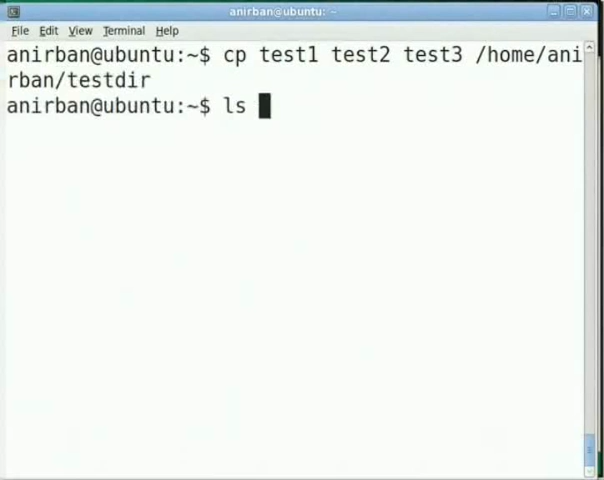 anirban@ubuntu: ~
File Edit View Terminal Help
anirban@ubuntu:~$ cp test1 test2 test3 /home/ani
rban/testdir
anirban@ubuntu:~$ ls